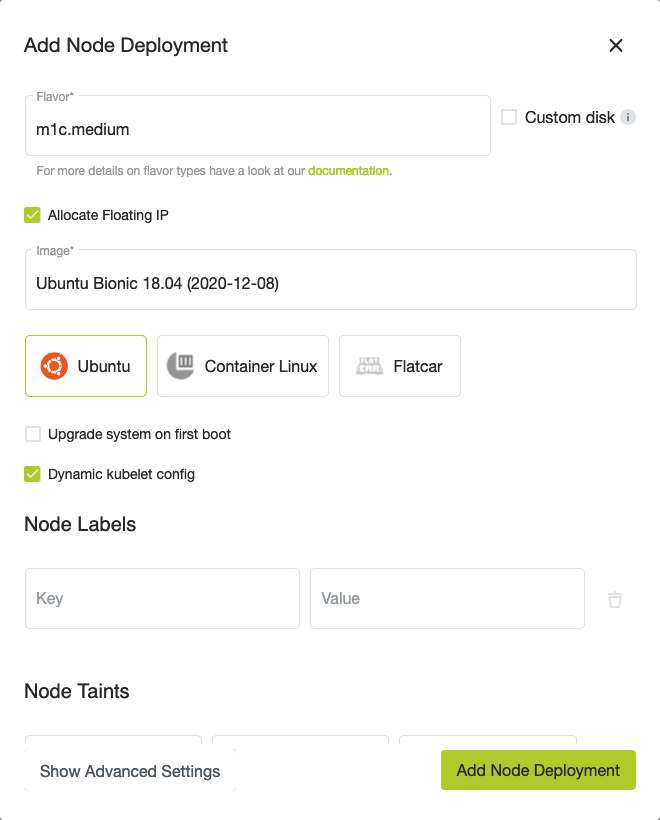 Add Node Deployment
Flavor*
m1c.medium
Custom disk
i
For more details on flavor types have a look at our documentation.
Allocate Floating IP
Image*
Ubuntu Bionic 18.04 (2020-12-08)
Ubuntu
Container Linux
FLAT
CAR
Flatcar
Upgrade system on first boot
Dynamic kubelet config
Node Labels
Key
Value
Node Taints
Show Advanced Settings
Add Node Deployment